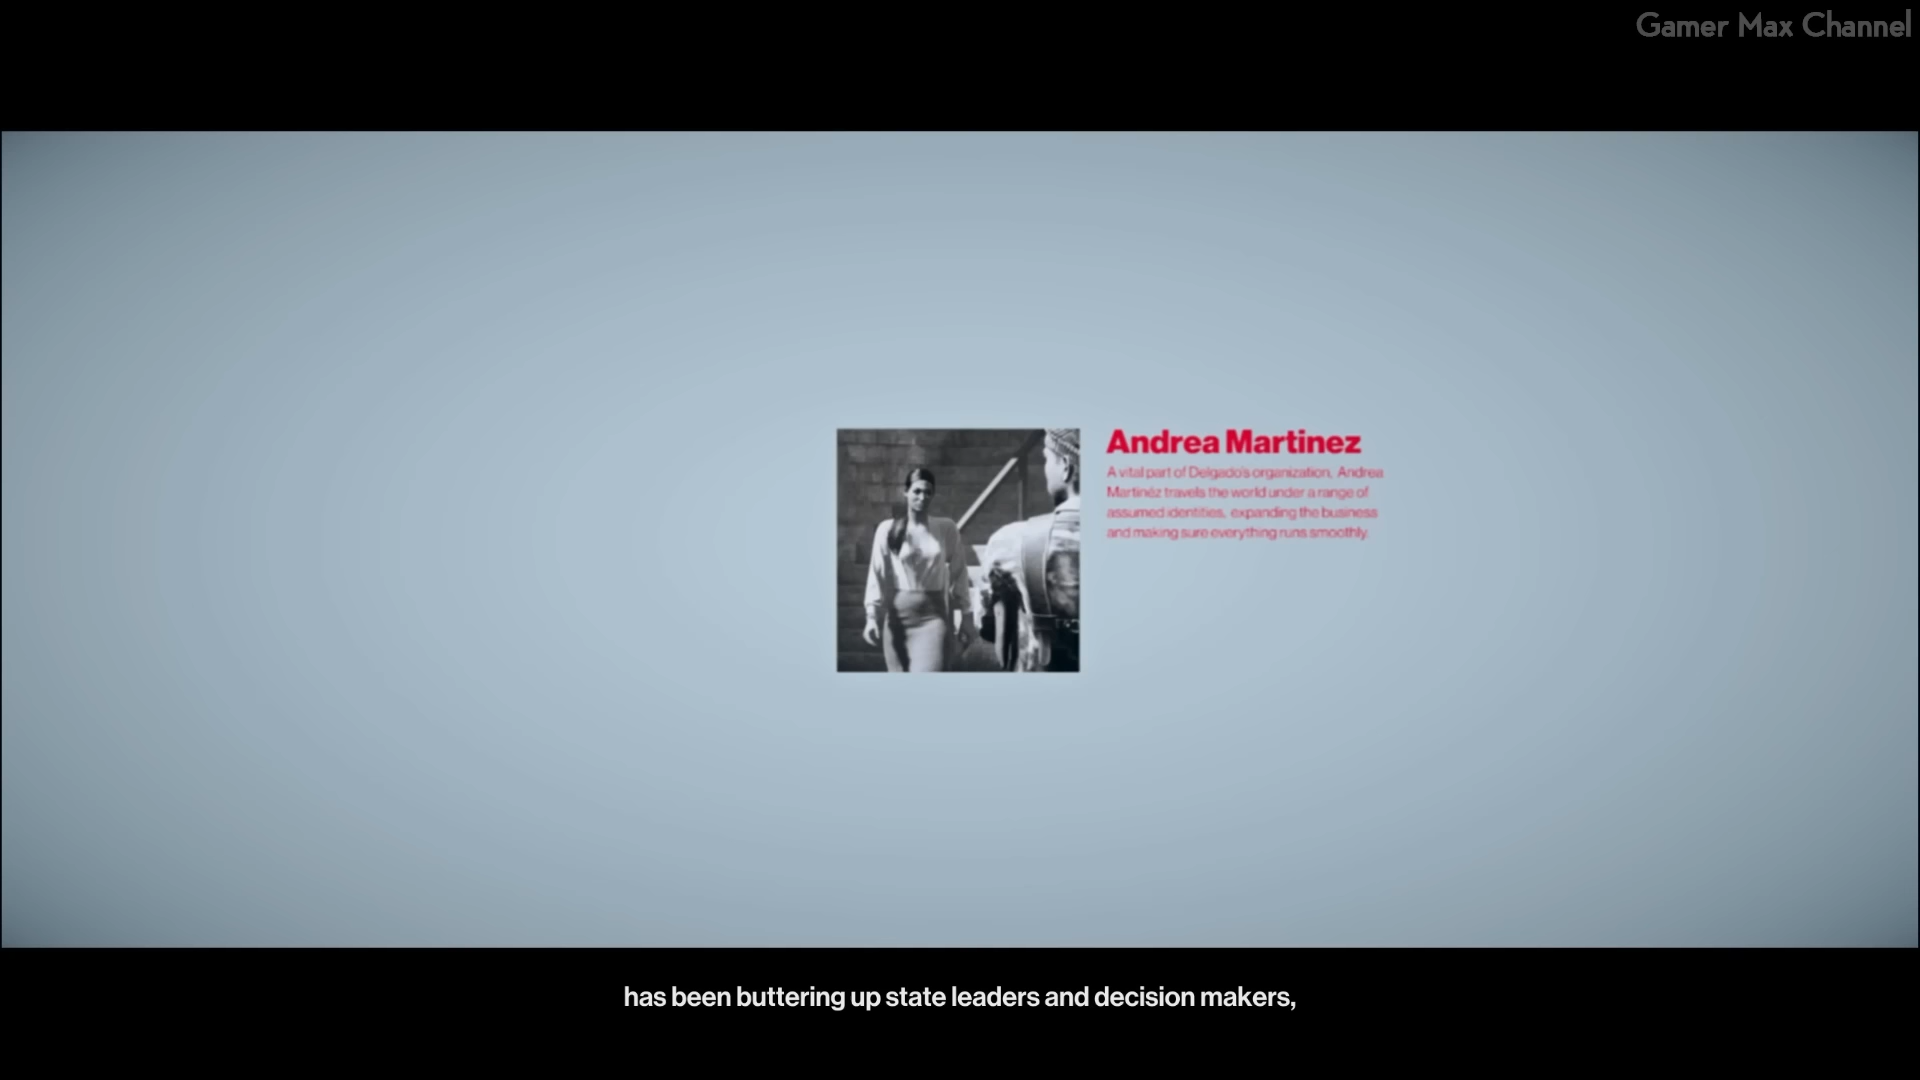 Gamer Max Channel
Andrea Martinez
A vital part of Delgado's organization, Andrea
Martinéz travels the world under a range of
assumed identities, expanding the business
and making sure everything runs smoothly.
has been buttering up state leaders and decision makers,